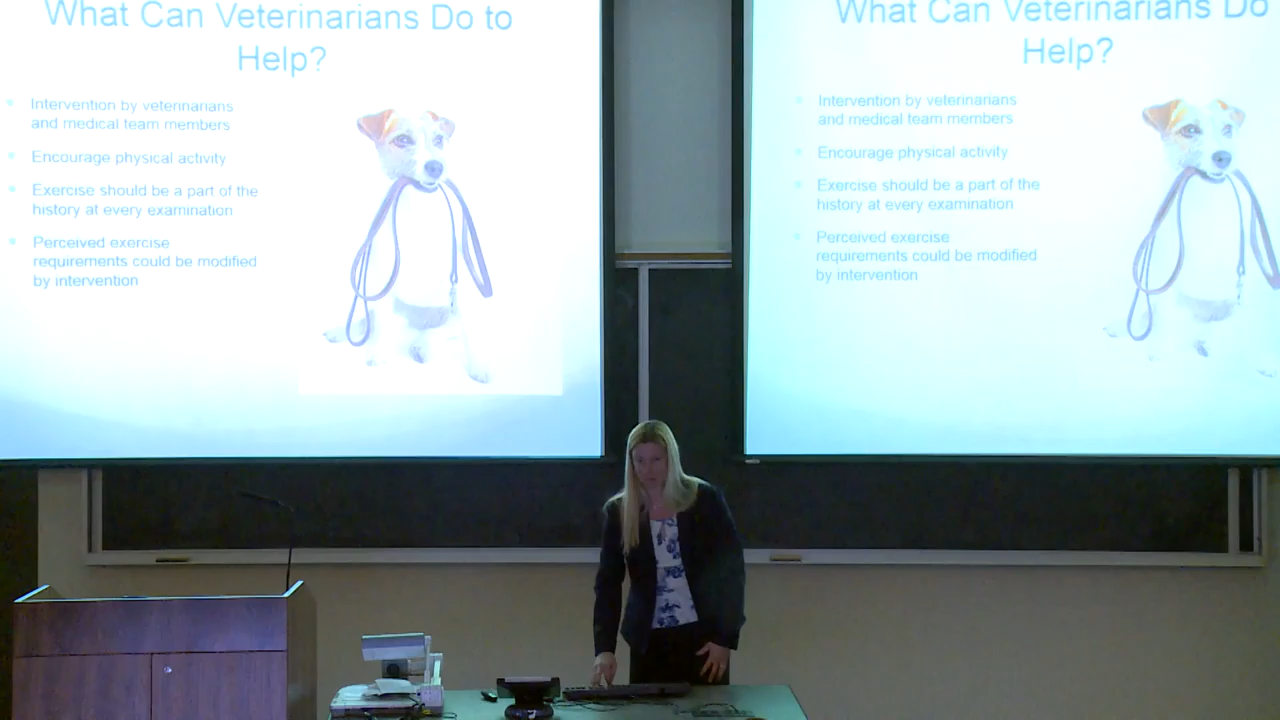 What Can Veterinarians Do to
Help?
Intervention by veterinarians
and medical team members
Encourage physical activity
Exercise should be a part of the
history at every examination
Perceived exercise
requirements could be modified
by intervention
What Can Veterinarians Do
Help?
Intervention by veterinarians
and medical team members
Encourage physical activity
Exercise should be a part of the
history at every examination
Perceived exercise
requirements could be modified
by intervention